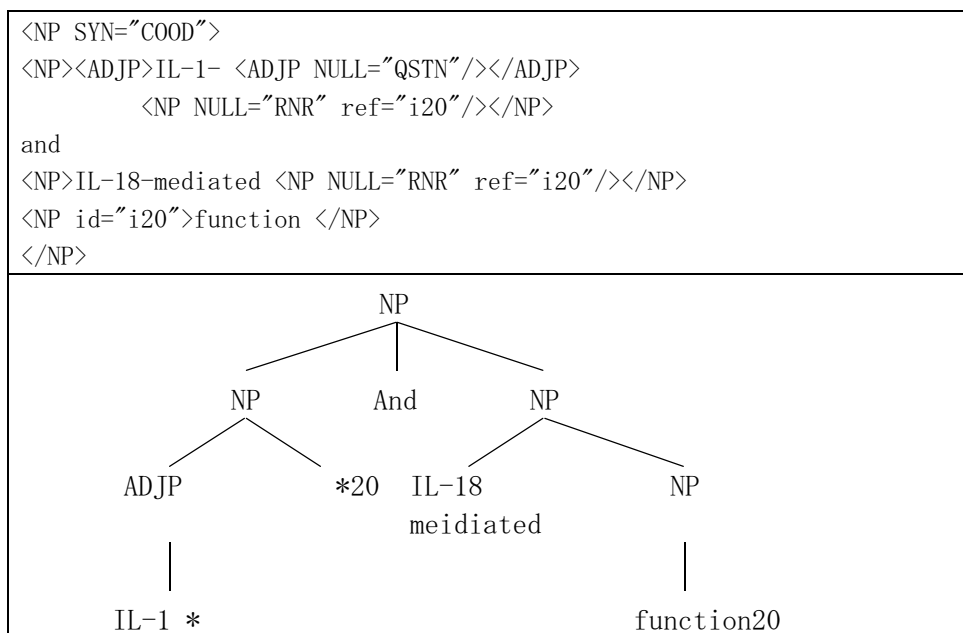 <NP SYN="COOD">
<NP><ADJP>IL-1- <ADJP NULL="QSTN"/></ADJP>
<NP NULL="RNR" ref="i20"/></NP>
and
<NP>IL-18-mediated <NP NULL="RNR" ref="i20"/></NP>
<NP id="i20">function </NP>
</NP>
NP
NP And NP
ADJP *20 IL-18 NP
meidiated
IL-1 * function20